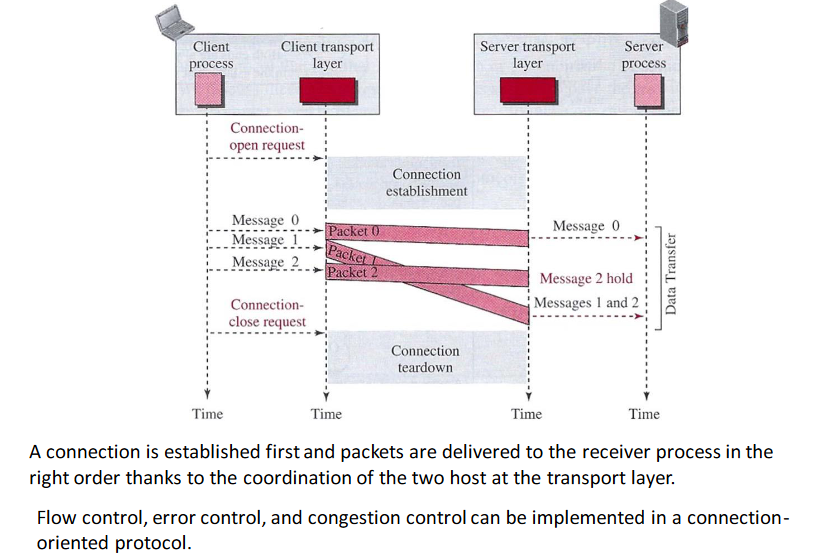 Client process
Client transport layer
Server transport layer
Server process
Connection-
open request
Connection
establishment
Message 0
Packet 0
Message 0
Message 1
Packet 1
Message 2
Packet 2
Message 2 hold
Messages 1 and 2
Data Transfer
Connection-
close request
Connection
teardown
Time
Time
Time
Time
A connection is established first and packets are delivered to the receiver process in the
right order thanks to the coordination of the two host at the transport layer.
Flow control, error control, and congestion control can be implemented in a connection-
oriented protocol.